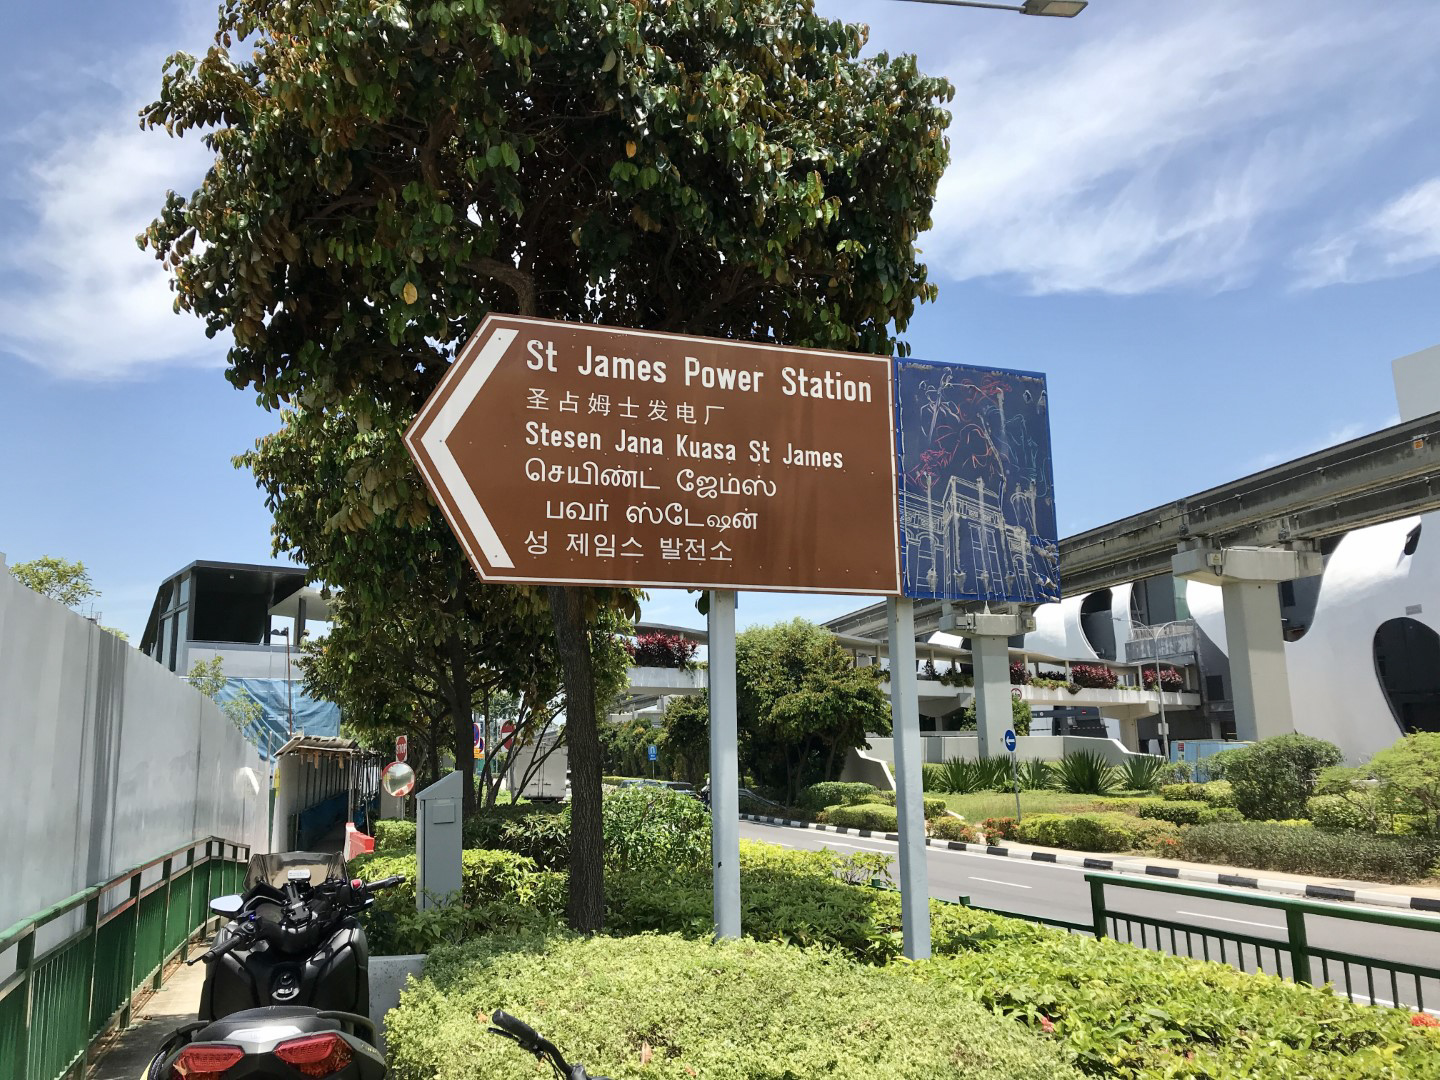 St James Power Station
圣占姆士发电厂
Stesen Jana Kuasa St James
செயிண்ட் ஜேம்ஸ்
பவர் ஸ்டேஷன்
성 제임스 발전소
STOP